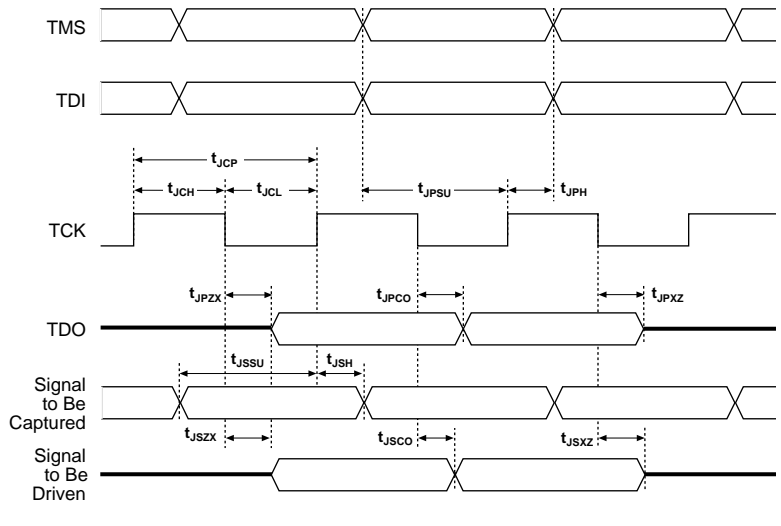 TMS
TDI
tJCP
tJCH
tJCL
tJPSU
tJPH
TCK
tJPZX
tJPCO
tJPXZ
TDO
tJSSU
tJSH
Signal
to Be
Captured
tJSZX
tJSCO
tJSXZ
Signal
to Be
Driven